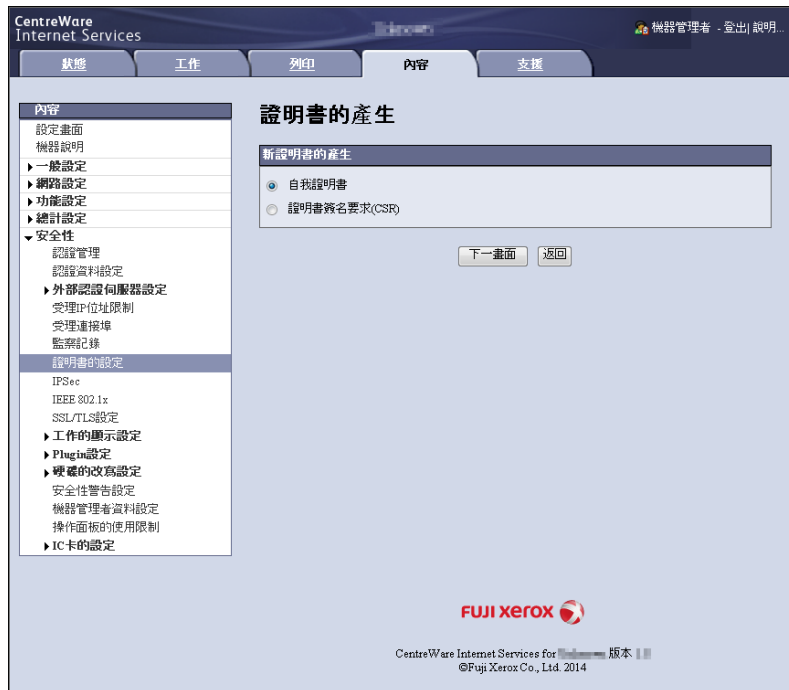 CentreWare
Internet Services
機器管理者 - 登出| 說明...
狀態 工作 列印 內容 支援
內容
設定畫面
機器說明
一般設定
網路設定
功能設定
總計設定
安全性
認證管理
認證資料設定
外部認證伺服器設定
受理IP位址限制
受理連接埠
監察記錄
證明書的設定
IPSec
IEEE 802.1x
SSL/TLS設定
工作的顯示設定
Plugin設定
硬碟的改寫設定
安全性警告設定
機器管理者資料設定
操作面板的使用限制
IC卡的設定
證明書的產生
新證明書的產生
自我證明書
證明書簽名要求(CSR)
下一畫面 返回
FUJI xerox
CentreWare Internet Services for 版本
©Fuji Xerox Co., Ltd. 2014